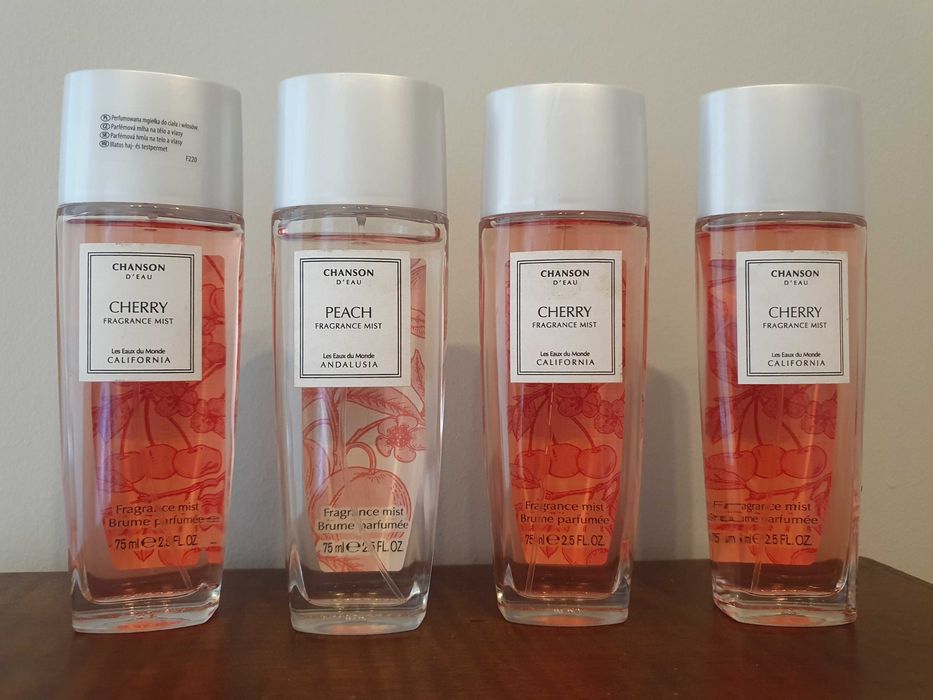 PL Perfumowana mgiełka do ciała i włosów
CZ Parfémová mlha na tělo a vlasy
SK Parfémová hmla na telo a vlasy
HU Illatos haj- és testpermet
F220
CHANSON
D'EAU
CHERRY
FRAGRANCE MIST
Les Eaux du Monde
CALIFORNIA
Fragrance mist
Brume parfumée
75 ml e 2.5 FL. OZ.
CHANSON
D'EAU
PEACH
FRAGRANCE MIST
Les Eaux du Monde
ANDALUSIA
Fragrance mist
Brume parfumée
75 ml e 2.5 FL. OZ.
CHANSON
D'EAU
CHERRY
FRAGRANCE MIST
Les Eaux du Monde
CALIFORNIA
Fragrance mist
Brume parfumée
75 ml e 2.5 FL. OZ.
CHANSON
D'EAU
CHERRY
FRAGRANCE MIST
Les Eaux du Monde
CALIFORNIA
Fragrance mist
parfumée
75 e 2.5 FL. OZ.